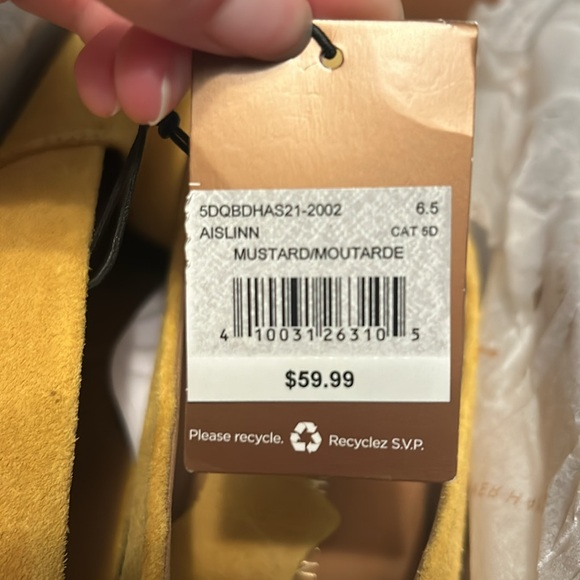 5DQBDHAS21-2002 6.5
AISLINN CAT 5D
MUSTARD/MOUTARDE
4 10031 26310 5
$59.99
Please recycle. Recyclez S.V.P.